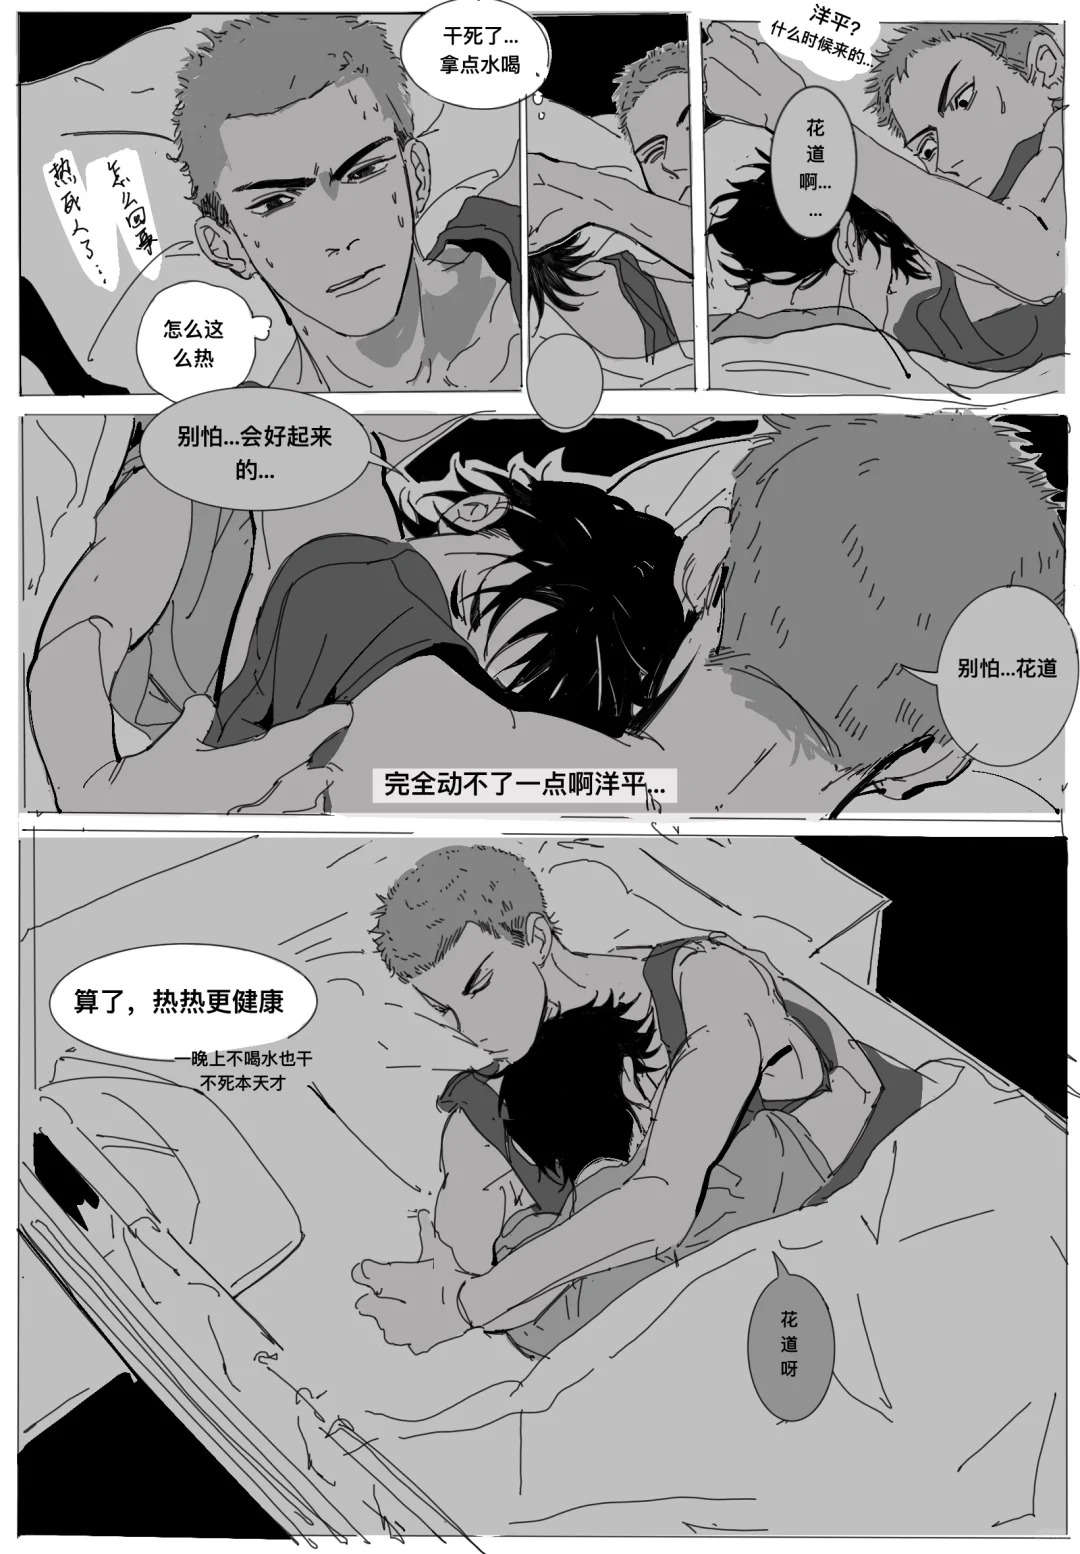 怎么回事
热死人了…
怎么这
么热
干死了...
拿点水喝
洋平?
什么时候来的...
花
道
啊...
...
别怕...会好起来
的...
别怕...花道
完全动不了一点啊洋平...
算了，热热更健康
一晚上不喝水也干
不死本天才
花
道
呀